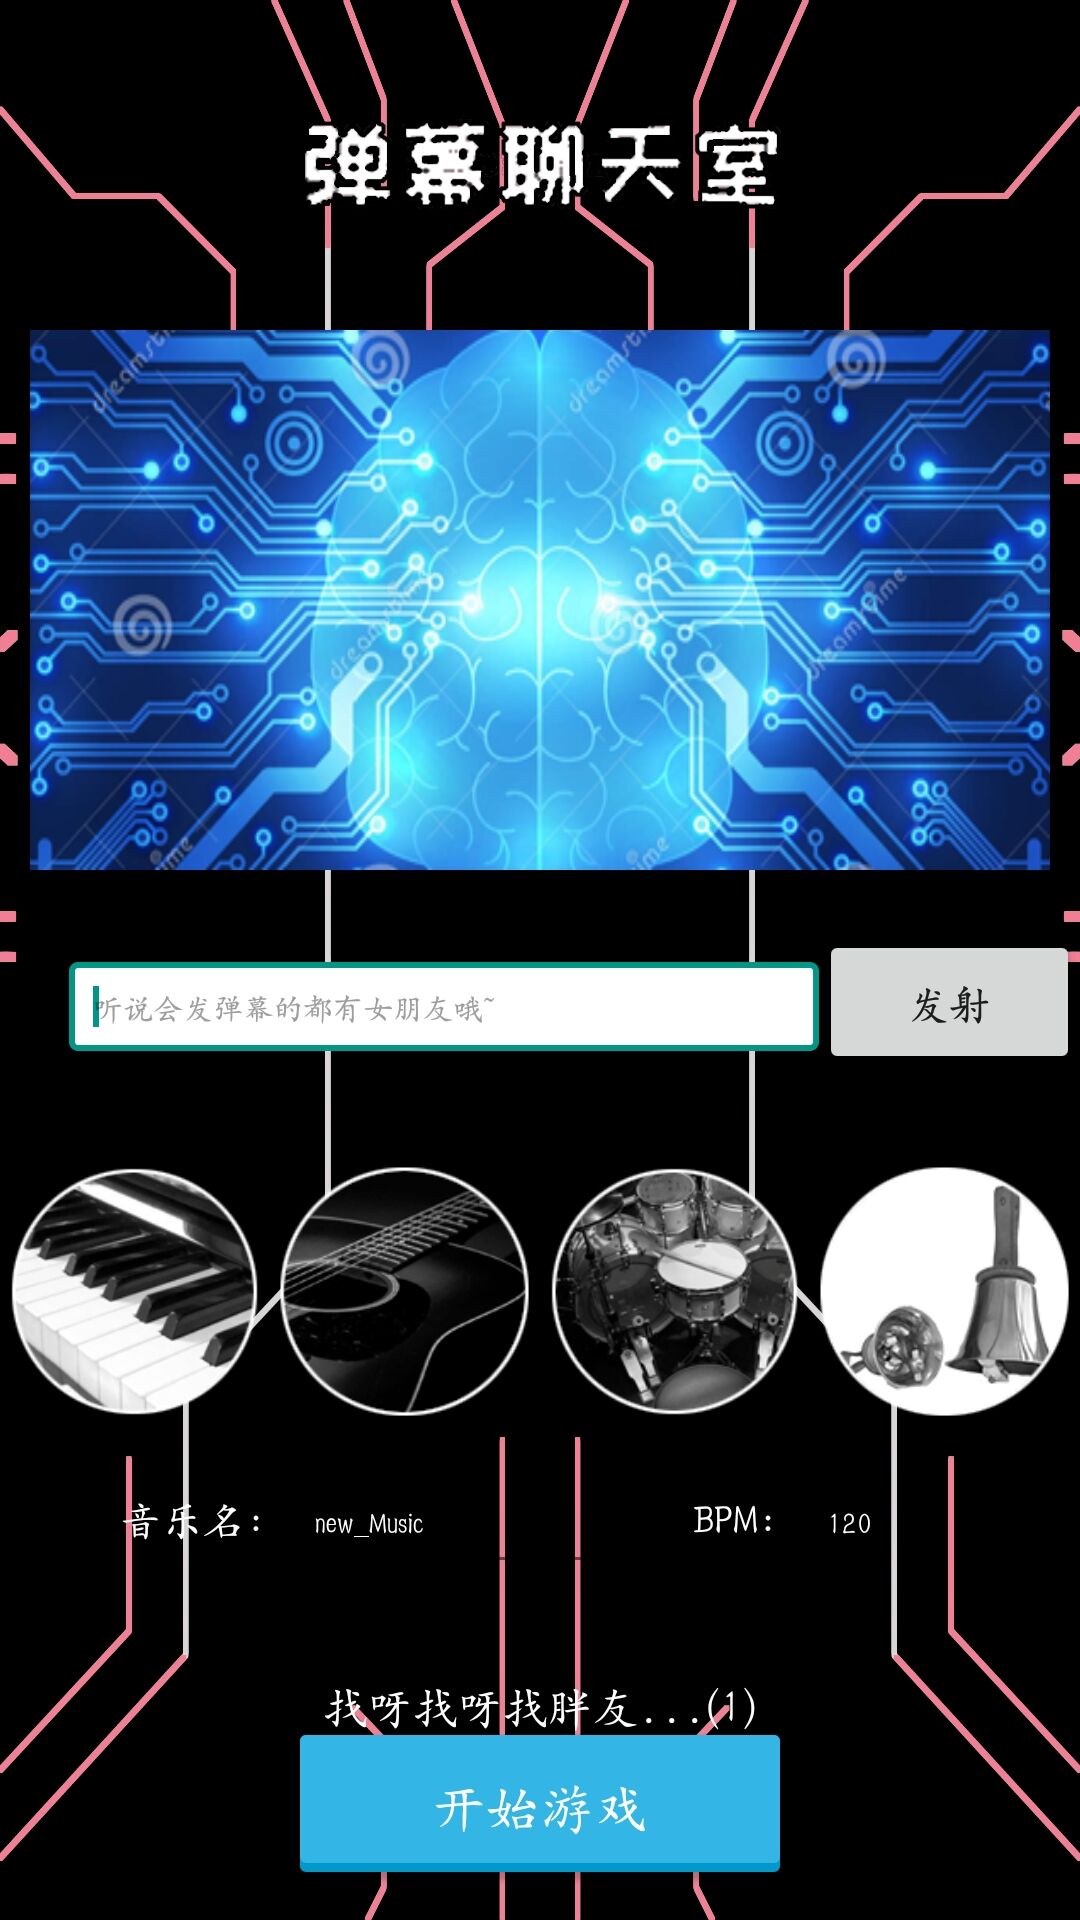 弹幕聊天室
听说会发弹幕的都有女朋友哦~
发射
音乐名: new_Music BPM: 120
找呀找呀找胖友...(1)
开始游戏